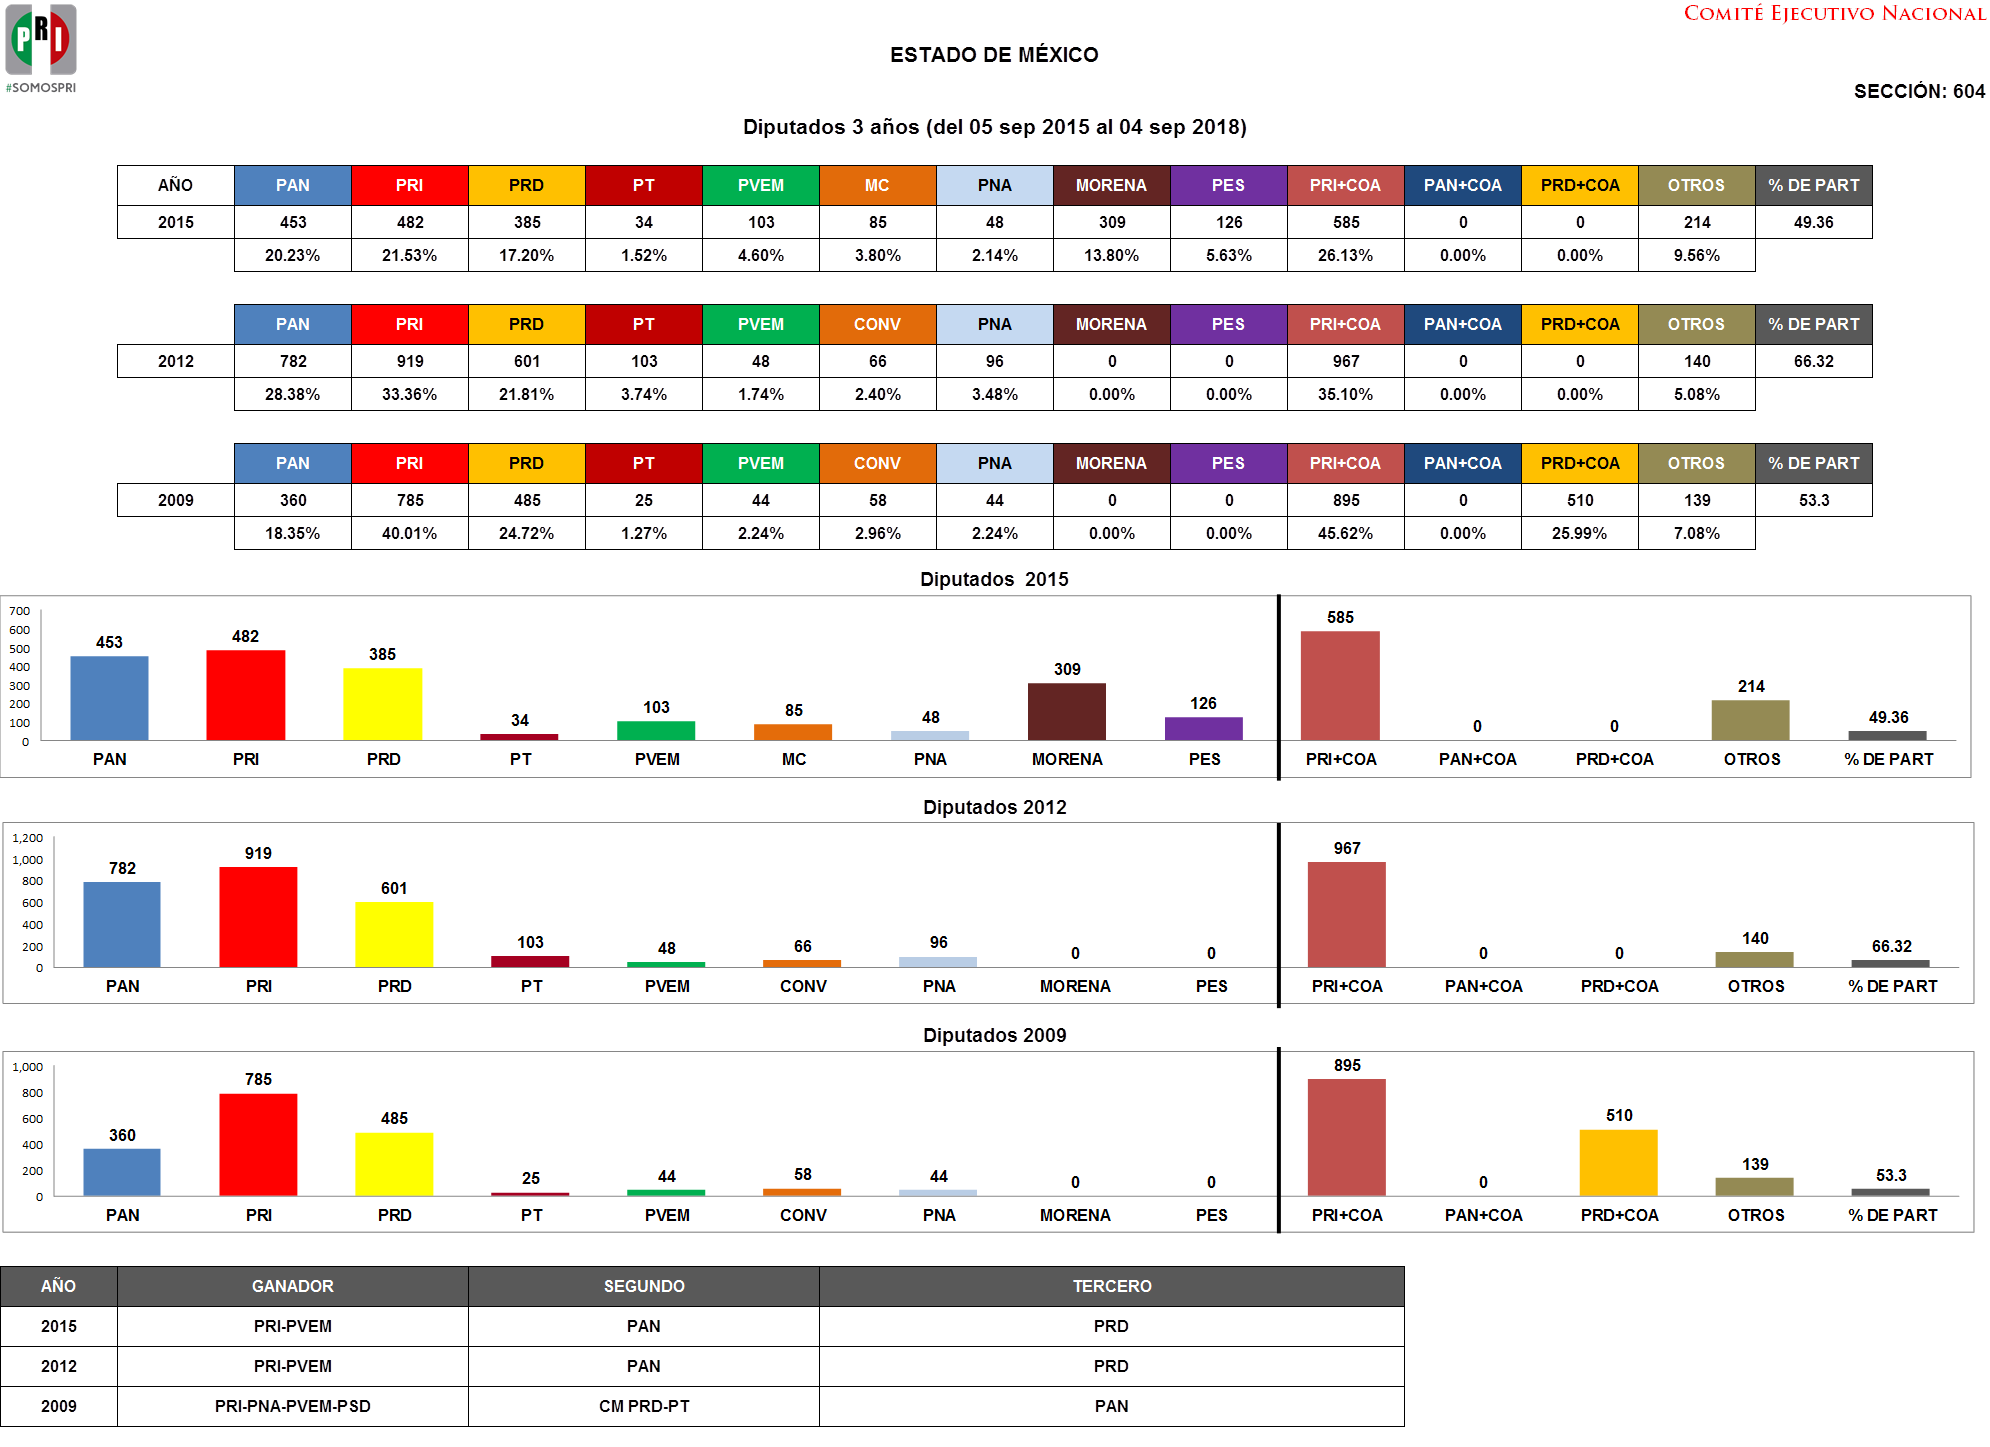 PRI
#SOMOSPRI
COMITÉ EJECUTIVO NACIONAL
ESTADO DE MÉXICO
SECCIÓN: 604
Diputados 3 años (del 05 sep 2015 al 04 sep 2018)
AÑO PAN PRI PRD PT PVEM MC PNA MORENA PES PRI+COA PAN+COA PRD+COA OTROS % DE PART
2015 453 482 385 34 103 85 48 309 126 585 0 0 214 49.36
20.23% 21.53% 17.20% 1.52% 4.60% 3.80% 2.14% 13.80% 5.63% 26.13% 0.00% 0.00% 9.56%
PAN PRI PRD PT PVEM CONV PNA MORENA PES PRI+COA PAN+COA PRD+COA OTROS % DE PART
2012 782 919 601 103 48 66 96 0 0 967 0 0 140 66.32
28.38% 33.36% 21.81% 3.74% 1.74% 2.40% 3.48% 0.00% 0.00% 35.10% 0.00% 0.00% 5.08%
PAN PRI PRD PT PVEM CONV PNA MORENA PES PRI+COA PAN+COA PRD+COA OTROS % DE PART
2009 360 785 485 25 44 58 44 0 0 895 0 510 139 53.3
18.35% 40.01% 24.72% 1.27% 2.24% 2.96% 2.24% 0.00% 0.00% 45.62% 0.00% 25.99% 7.08%
Diputados 2015
700
600
500
400
300
200
100
0
453 482 385 34 103 85 48 309 126 585 0 0 214 49.36
PAN PRI PRD PT PVEM MC PNA MORENA PES PRI+COA PAN+COA PRD+COA OTROS % DE PART
Diputados 2012
1,200
1,000
800
600
400
200
0
782 919 601 103 48 66 96 0 0 967 0 0 140 66.32
PAN PRI PRD PT PVEM CONV PNA MORENA PES PRI+COA PAN+COA PRD+COA OTROS % DE PART
Diputados 2009
1,000
800
600
400
200
0
360 785 485 25 44 58 44 0 0 895 0 510 139 53.3
PAN PRI PRD PT PVEM CONV PNA MORENA PES PRI+COA PAN+COA PRD+COA OTROS % DE PART
AÑO GANADOR SEGUNDO TERCERO
2015 PRI-PVEM PAN PRD
2012 PRI-PVEM PAN PRD
2009 PRI-PNA-PVEM-PSD CM PRD-PT PAN